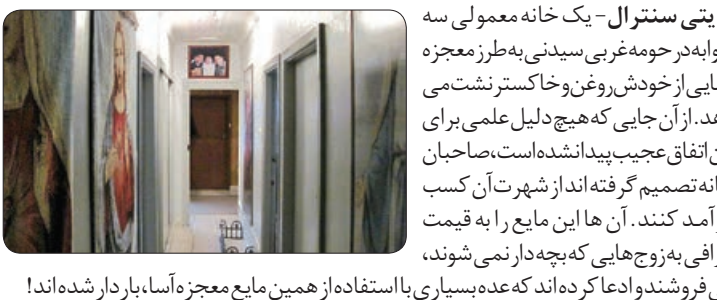 یتی سنترال - یک خانه معمولی سه
وابه در حومه غربی سیدنی به طرز معجزه
سایی از خودش روغن و خاکستر نشت می
هد. از آن جایی که هیچ دلیل علمی برای
ن اتفاق عجیب پیدا نشده است، صاحبان
انه تصمیم گرفته اند از شهرت آن کسب
رآمد کنند. آن ها این مایع را به قیمت
زافی به زوج هایی که بچه دار نمی شوند،
ی فروشند و ادعا کرده اند که عده بسیاری با استفاده از همین مایع معجزه آسا، باردار شده اند!